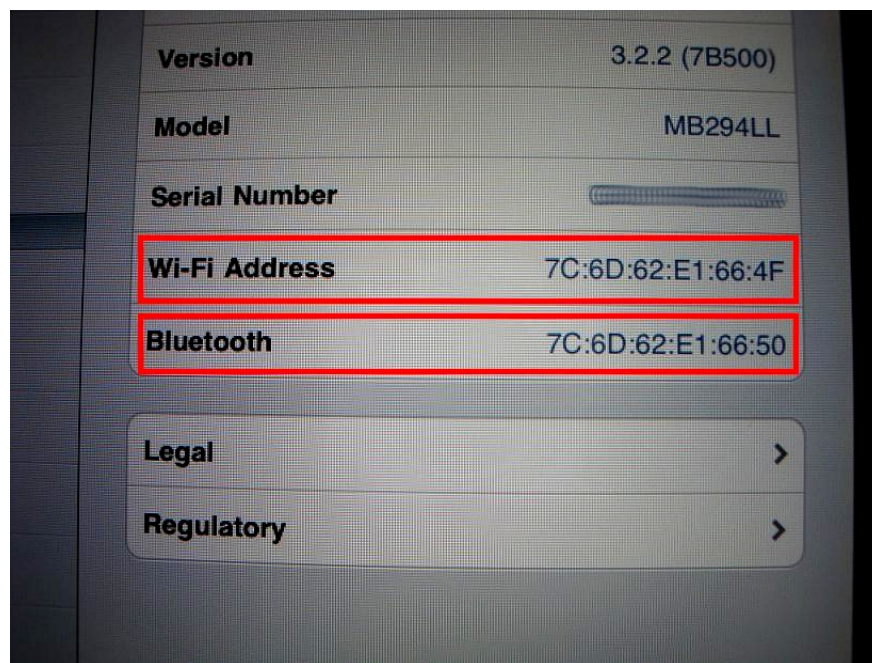 Version 3.2.2 (7B500)
Model MB294LL
Serial Number
Wi-Fi Address 7C:6D:62:E1:66:4F
Bluetooth 7C:6D:62:E1:66:50
Legal
Regulatory